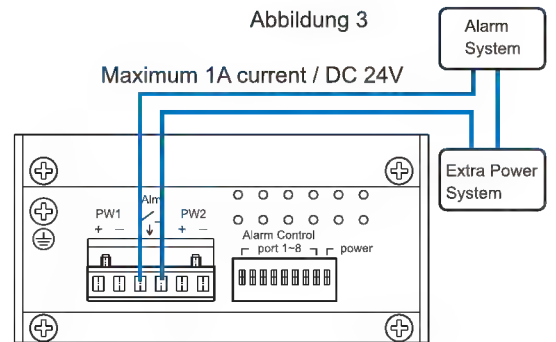 Abbildung 3
Alarm
System
Maximum 1A current / DC 24V
Extra Power
System
Alm
PW1
PW2
+ − + −
Alarm Control
port 1~8
power